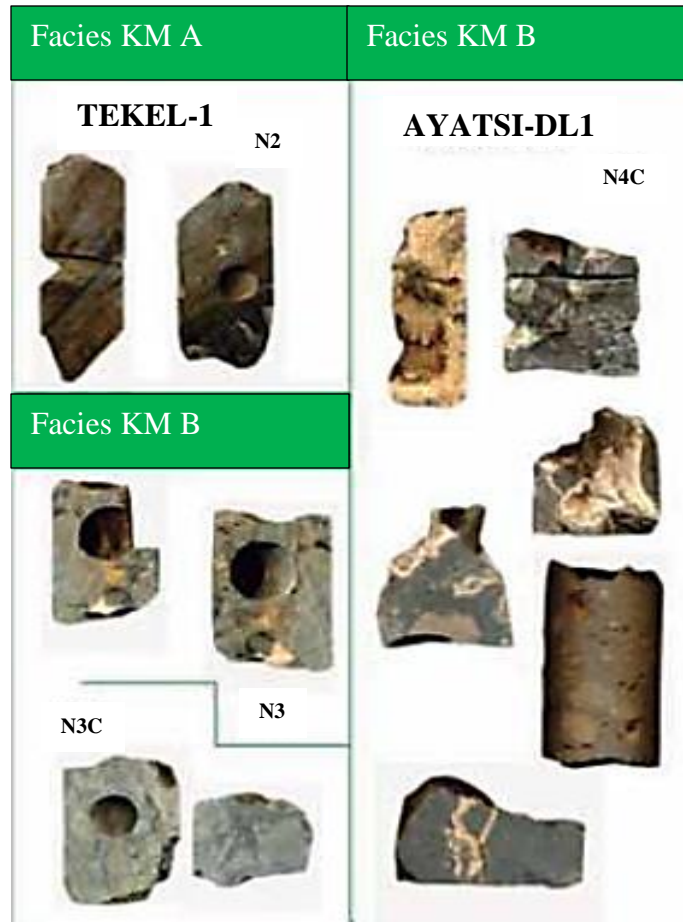 Facies KM A
TEKEL-1
N2
Facies KM B
N3
N3C
Facies KM B
AYATSI-DL1
N4C